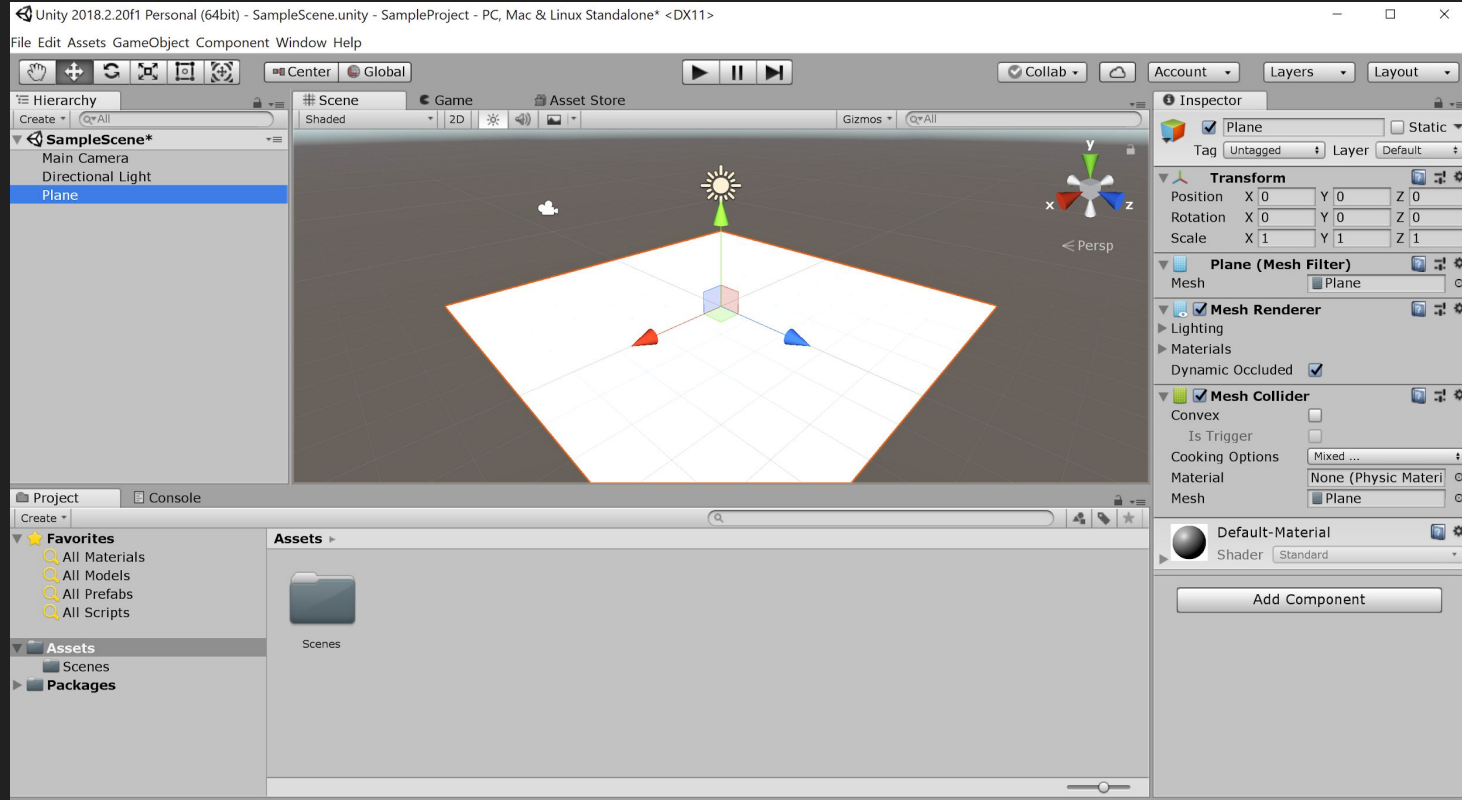 Unity 2018.2.20f1 Personal (64bit) - SampleScene.unity - SampleProject - PC, Mac & Linux Standalone* <DX11>
File Edit Assets GameObject Component Window Help
Center Global Collab Account Layers Layout
Hierarchy
Create All
SampleScene*
Main Camera
Directional Light
Plane
Scene Game Asset Store
Shaded 2D Gizmos All
y
x z
Persp
Inspector
Plane Static
Tag Untagged Layer Default
Transform
Position X 0 Y 0 Z 0
Rotation X 0 Y 0 Z 0
Scale X 1 Y 1 Z 1
Plane (Mesh Filter)
Mesh Plane
Mesh Renderer
Lighting
Materials
Dynamic Occluded
Mesh Collider
Convex
Is Trigger
Cooking Options Mixed ...
Material None (Physic Materi
Mesh Plane
Default-Material
Shader Standard
Add Component
Project Console
Create
Favorites
All Materials
All Models
All Prefabs
All Scripts
Assets
Scenes
Packages
Assets
Scenes